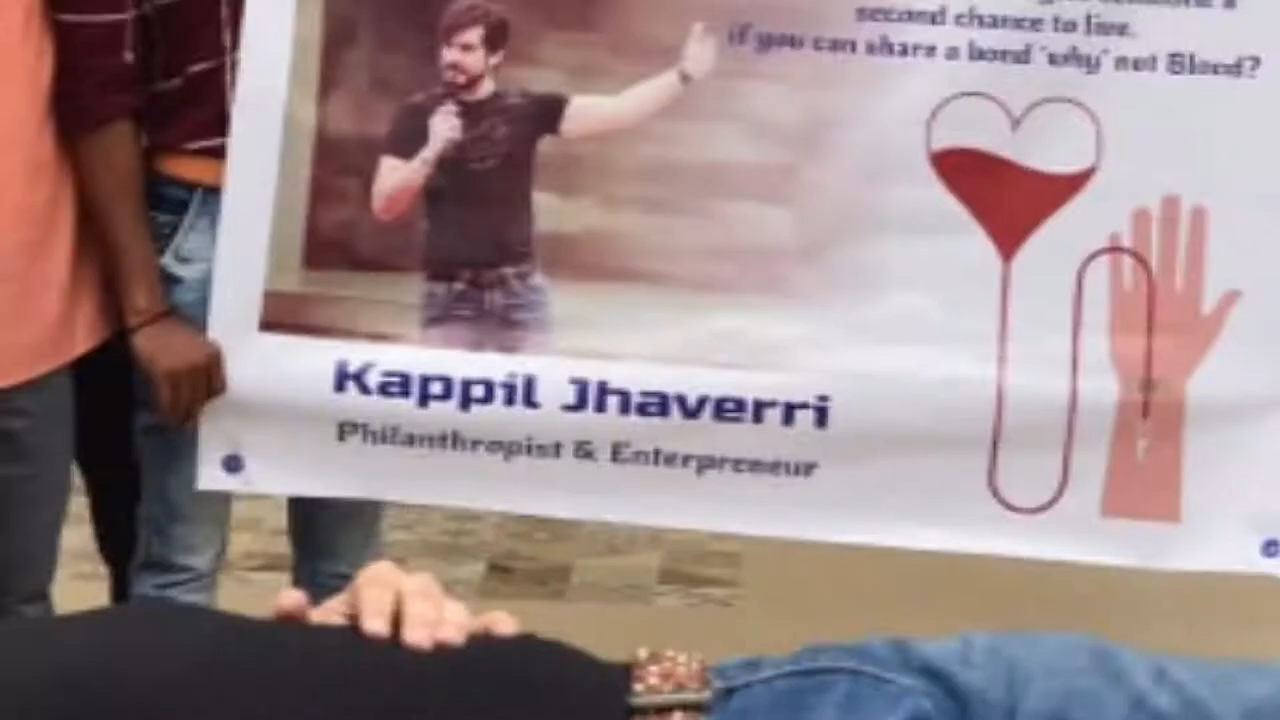 second chance to live.
if you can share a bond 'why' not Blood?
Kappil Jhaverri
Philanthropist & Enterpreneur